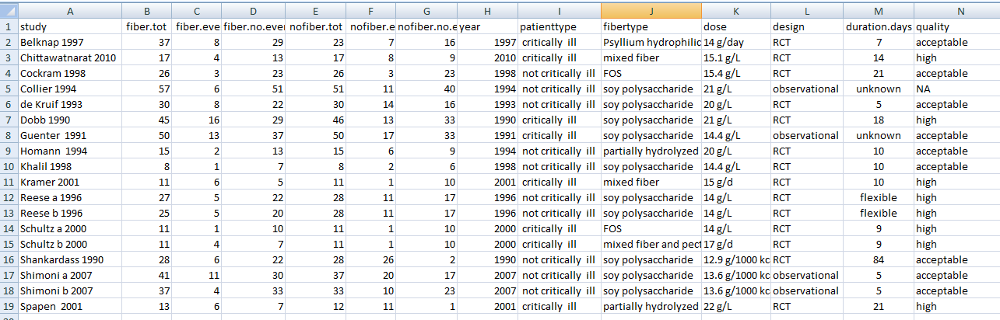 A B C D E F G H I J K L M N
1 study fiber.tot fiber.eve fiber.no.ever nofiber.tot nofiber.e nofiber.no.e year patienttype fibertype dose design duration.days quality
2 Belknap 1997 37 8 29 23 7 16 1997 critically ill Psyllium hydrophilic 14 g/day RCT 7 acceptable
3 Chittawatnarat 2010 17 4 13 17 8 9 2010 critically ill mixed fiber 15.1 g/L RCT 14 high
4 Cockram 1998 26 3 23 26 3 23 1998 not critically ill FOS 15.4 g/L RCT 21 acceptable
5 Collier 1994 57 6 51 51 11 40 1994 not critically ill soy polysaccharide 21 g/L observational unknown NA
6 de Kruif 1993 30 8 22 30 14 16 1993 not critically ill soy polysaccharide 20 g/L RCT 5 acceptable
7 Dobb 1990 45 16 29 46 13 33 1990 critically ill soy polysaccharide 21 g/L RCT 18 high
8 Guenter 1991 50 13 37 50 17 33 1991 critically ill soy polysaccharide 14.4 g/L observational unknown acceptable
9 Homann 1994 15 2 13 15 6 9 1994 not critically ill partially hydrolyzed 20 g/L RCT 10 acceptable
10 Khalil 1998 8 1 7 8 2 6 1998 not critically ill soy polysaccharide 14.4 g/L RCT 10 acceptable
11 Kramer 2001 11 6 5 11 1 10 2001 critically ill mixed fiber 15 g/d RCT 10 high
12 Reese a 1996 27 5 22 28 11 17 1996 not critically ill soy polysaccharide 14 g/L RCT flexible high
13 Reese b 1996 25 5 20 28 11 17 1996 not critically ill soy polysaccharide 14 g/L RCT flexible high
14 Schultz a 2000 11 1 10 11 1 10 2000 critically ill FOS 14 g/L RCT 9 high
15 Schultz b 2000 11 4 7 11 1 10 2000 critically ill mixed fiber and pect 17 g/d RCT 9 high
16 Shankardass 1990 28 6 22 28 26 2 1990 not critically ill soy polysaccharide 12.9 g/1000 kc RCT 84 acceptable
17 Shimoni a 2007 41 11 30 37 20 17 2007 not critically ill soy polysaccharide 13.6 g/1000 kc observational 5 acceptable
18 Shimoni b 2007 37 4 33 33 10 23 2007 not critically ill soy polysaccharide 13.6 g/1000 kc observational 5 acceptable
19 Spapen 2001 13 6 7 12 11 1 2001 critically ill partially hydrolyzed 22 g/L RCT 21 high